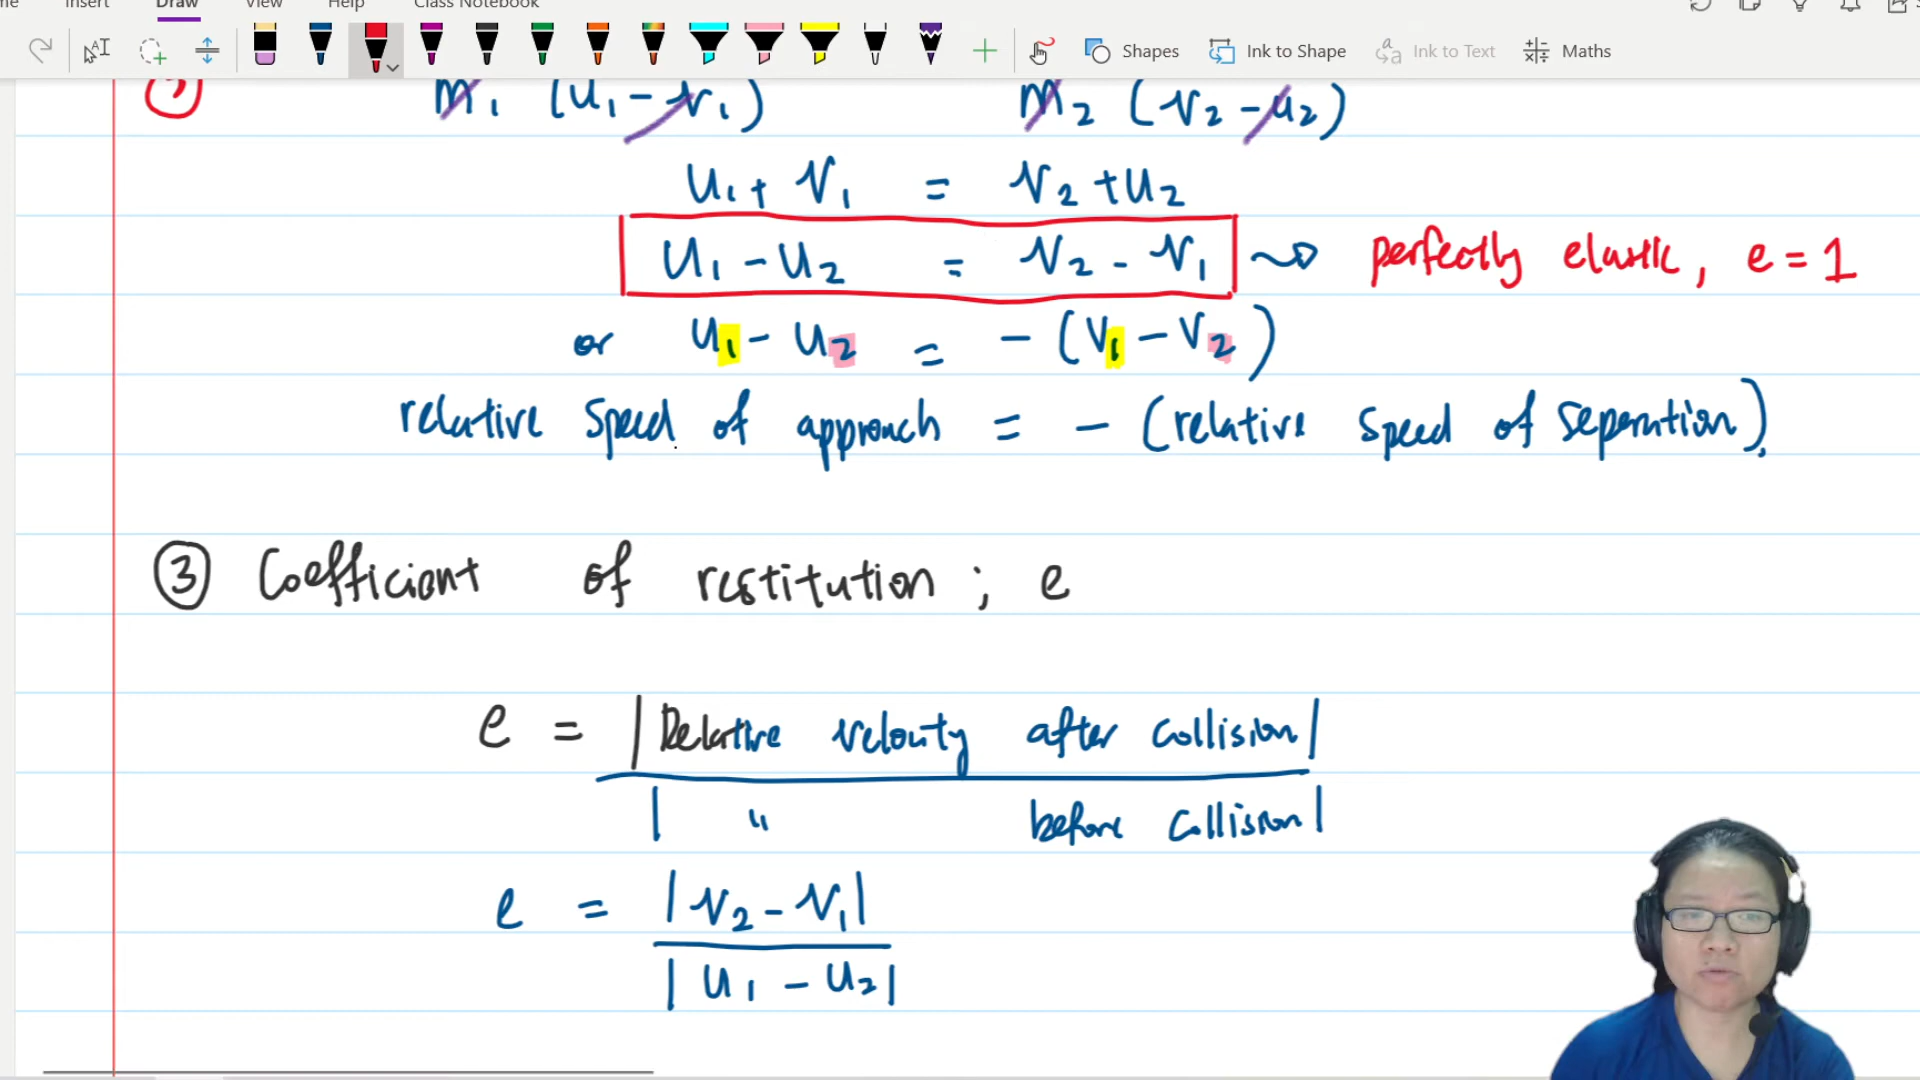 Insert Draw View Help Class Notebook
Shapes Ink to Shape Ink to Text Maths
m₁ (u₁ - v₁) m₂ (v₂ - u₂)
u₁ + v₁ = v₂ + u₂
u₁ - u₂ = v₂ - v₁ ⇝ perfectly elastic, e = 1
or u₁ - u₂ = - (v₁ - v₂)
relative speed of approach = - (relative speed of separation).
③ Coefficient of restitution ; e
e = |Relative velocity after collision|
| " before collision|
e = |v₂ - v₁|
|u₁ - u₂|